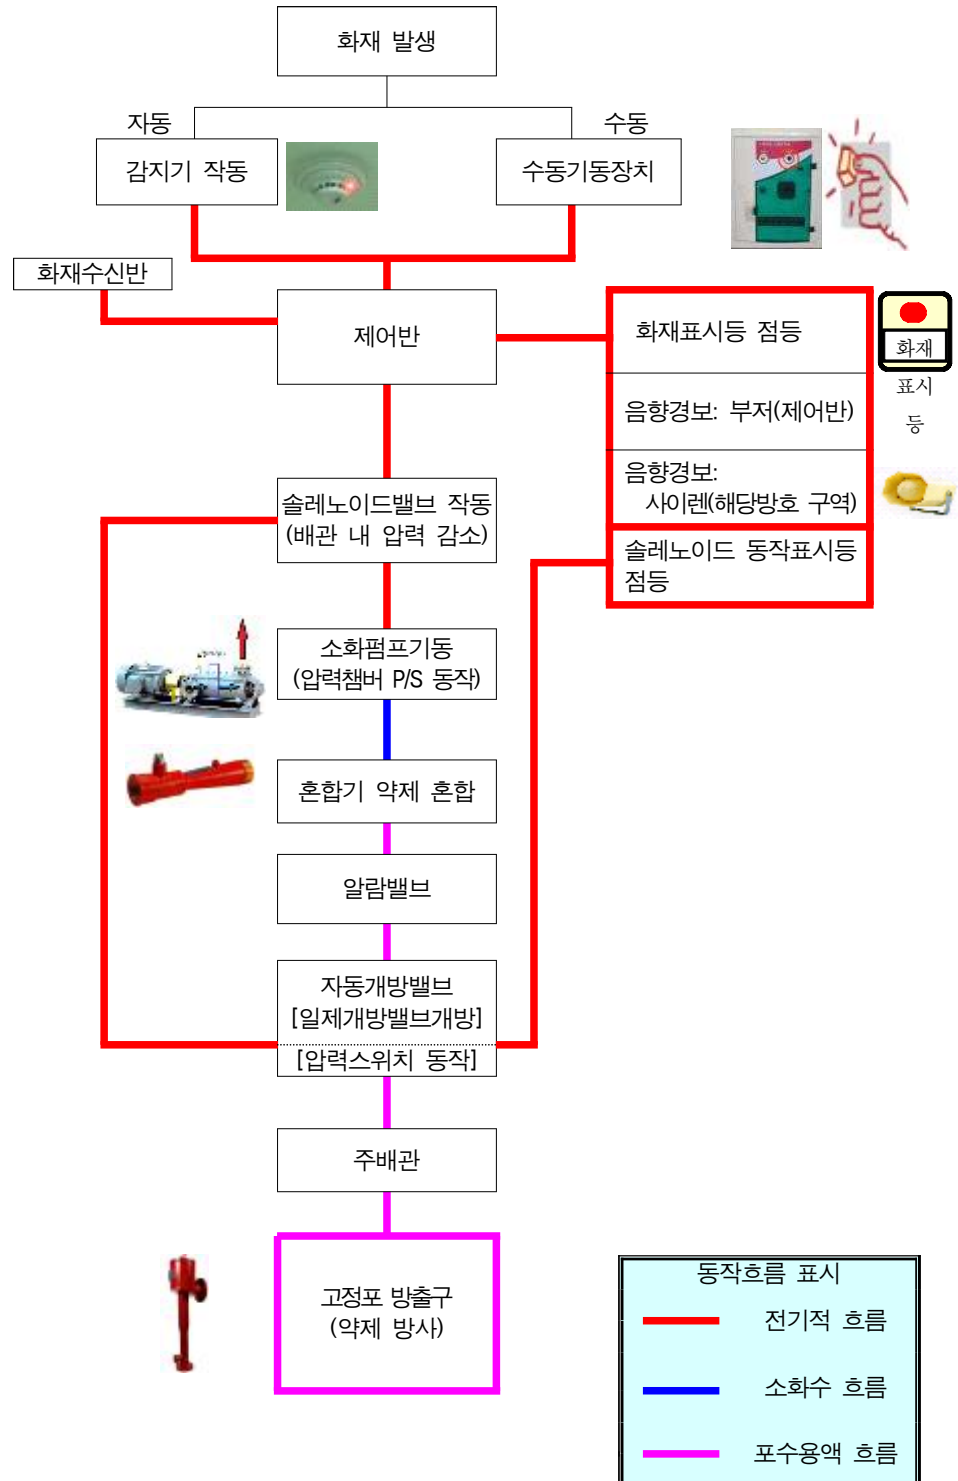 화재 발생
자동
수동
감지기 작동
수동기동장치
화재수신반
제어반
화재표시등 점등
화재
표시
등
음향경보: 부저(제어반)
음향경보:
사이렌(해당방호 구역)
솔레노이드밸브 작동
(배관 내 압력 감소)
솔레노이드 동작표시등
점등
소화펌프기동
(압력챔버 P/S 동작)
혼합기 약제 혼합
알람밸브
자동개방밸브
[일제개방밸브개방]
[압력스위치 동작]
주배관
고정포 방출구
(약제 방사)
동작흐름 표시
전기적 흐름
소화수 흐름
포수용액 흐름